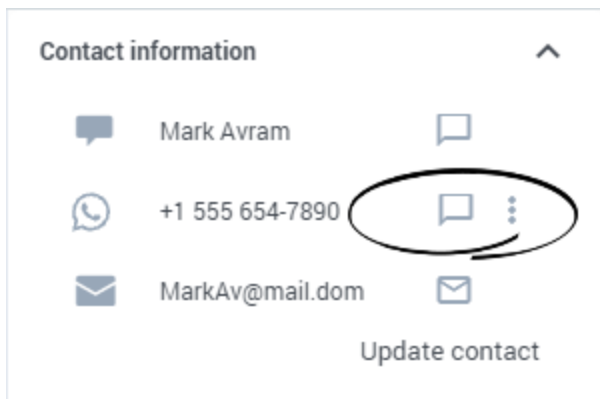 Contact information
Mark Avram
+1 555 654-7890
MarkAv@mail.dom
Update contact